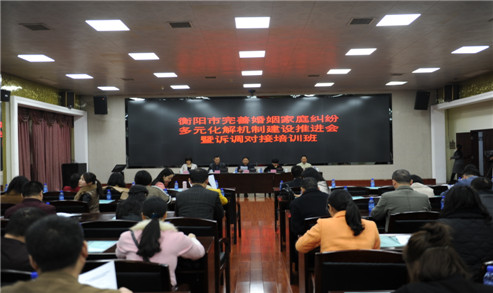 衡阳市完善婚姻家庭纠纷
多元化解机制建设推进会
暨诉调对接培训班